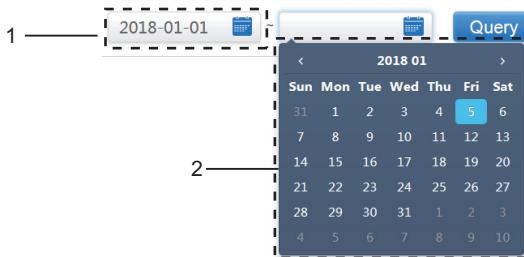 1 2018-01-01 ~ Query
‹ 2018 01 ›
Sun Mon Tue Wed Thu Fri Sat
31 1 2 3 4 5 6
7 8 9 10 11 12 13
2 14 15 16 17 18 19 20
21 22 23 24 25 26 27
28 29 30 31 1 2 3
4 5 6 7 8 9 10